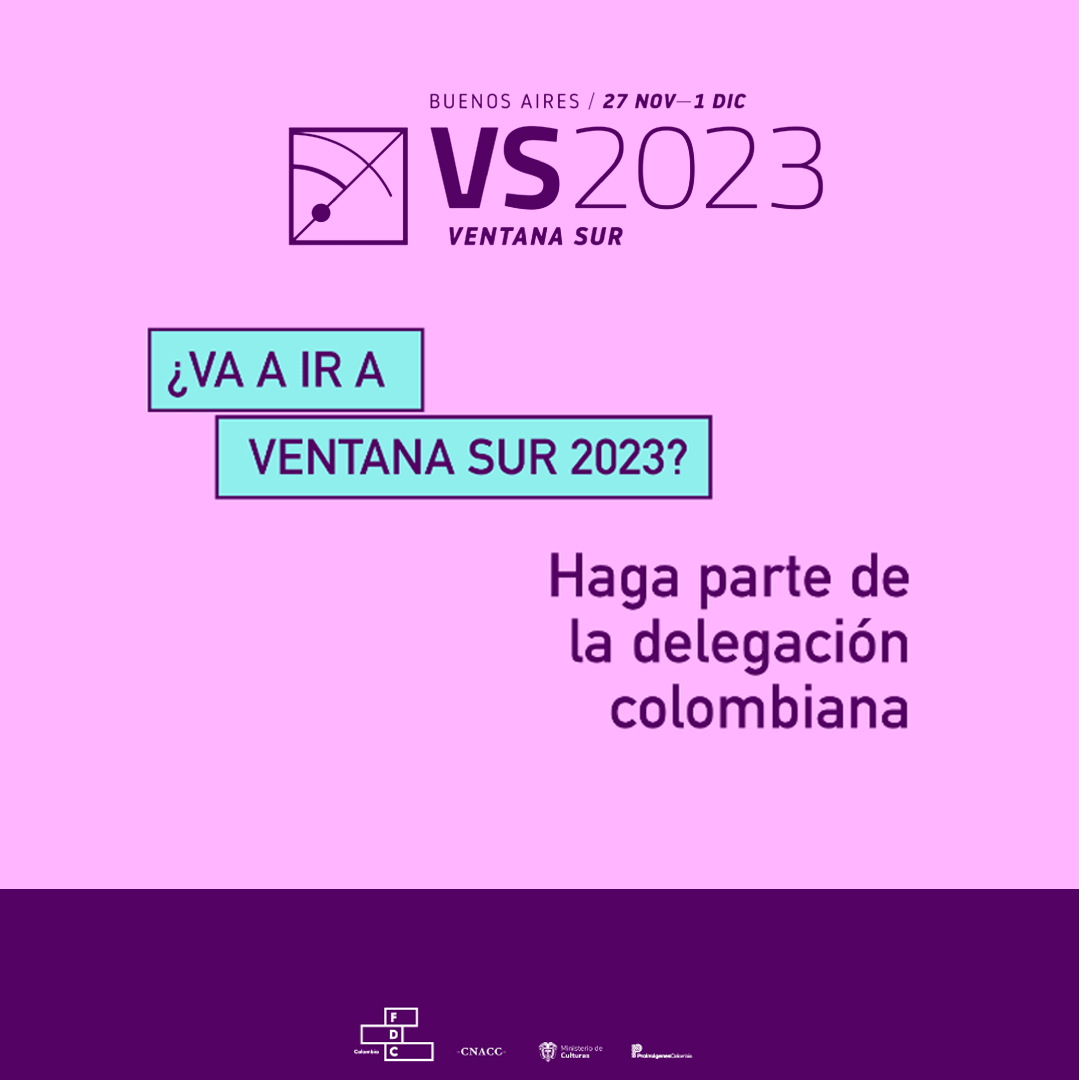 BUENOS AIRES / 27 NOV—1 DIC
VS2023
VENTANA SUR
¿VA A IR A
VENTANA SUR 2023?
Haga parte de
la delegación
colombiana
F
D
Colombia C
-CNACC-
Ministerio de
Culturas
ProimágenesColombia